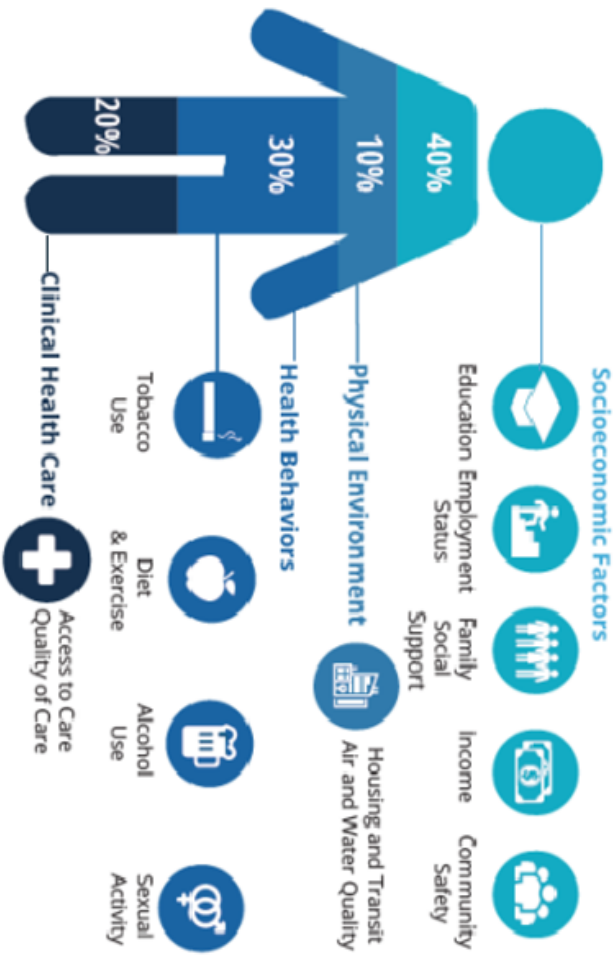 Socioeconomic Factors
Education
Employment
Status
Family
Social
Support
Income
Community
Safety
40%
10%
Physical Environment
Housing and Transit
Air and Water Quality
30%
Health Behaviors
Tobacco
Use
Diet
& Exercise
Alcohol
Use
Sexual
Activity
20%
Clinical Health Care
Access to Care
Quality of Care